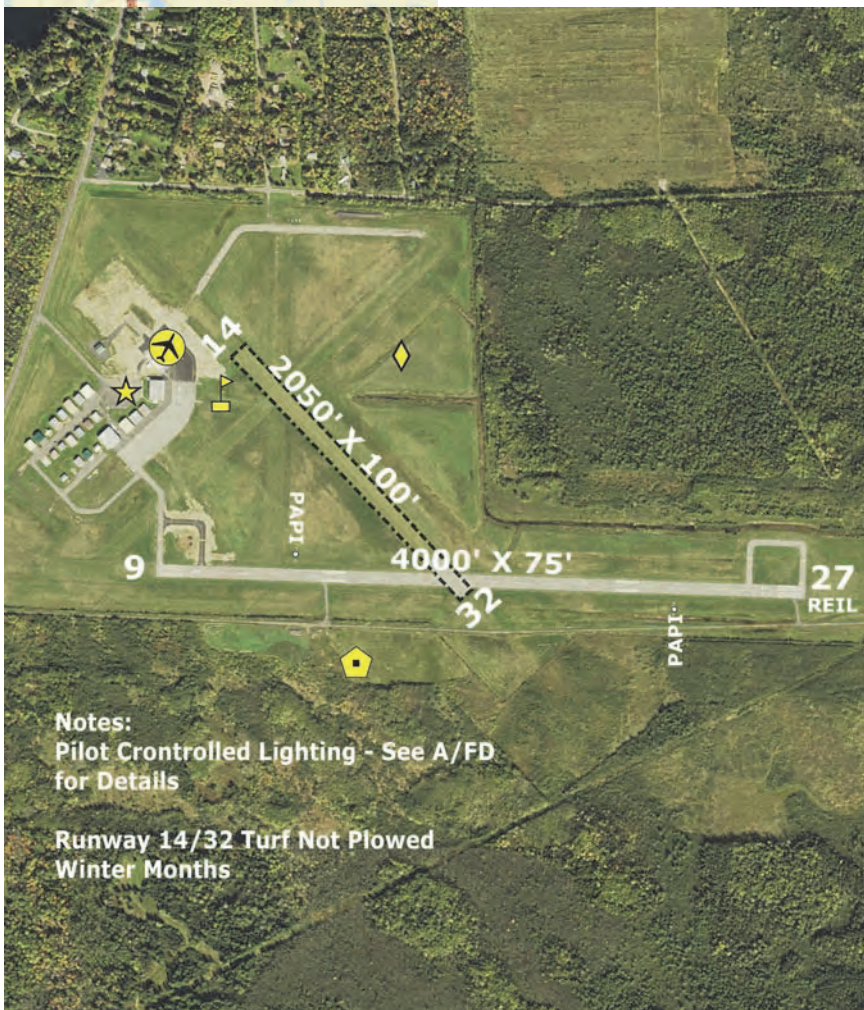 14
2050' X 100'
PAPI
9
4000' X 75'
27
REIL
32
PAPI
Notes:
Pilot Crontrolled Lighting - See A/FD
for Details
Runway 14/32 Turf Not Plowed
Winter Months